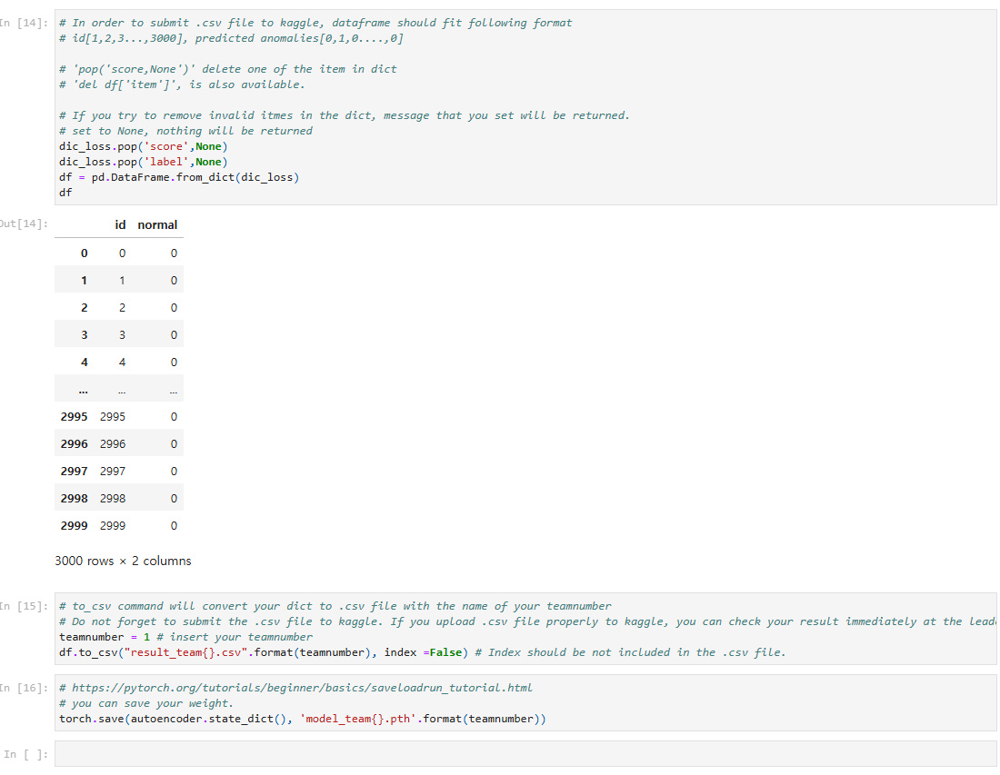 In [14]:
# In order to submit .csv file to kaggle, dataframe should fit following format
# id[1,2,3...,3000], predicted anomalies[0,1,0....,0]
# 'pop('score,None')' delete one of the item in dict
# 'del df['item']', is also available.
# If you try to remove invalid itmes in the dict, message that you set will be returned.
# set to None, nothing will be returned
dic_loss.pop('score',None)
dic_loss.pop('label',None)
df = pd.DataFrame.from_dict(dic_loss)
df
Out[14]:
id normal
0 0 0
1 1 0
2 2 0
3 3 0
4 4 0
... ... ...
2995 2995 0
2996 2996 0
2997 2997 0
2998 2998 0
2999 2999 0
3000 rows × 2 columns
In [15]:
# to_csv command will convert your dict to .csv file with the name of your teamnumber
# Do not forget to submit the .csv file to kaggle. If you upload .csv file properly to kaggle, you can check your result immediately at the
teamnumber = 1 # insert your teamnumber
df.to_csv("result_team{}.csv".format(teamnumber), index =False) # Index should be not included in the .csv file.
In [16]:
# https://pytorch.org/tutorials/beginner/basics/saveloadrun_tutorial.html
# you can save your weight.
torch.save(autoencoder.state_dict(), 'model_team{}.pth'.format(teamnumber))
In [ ]: